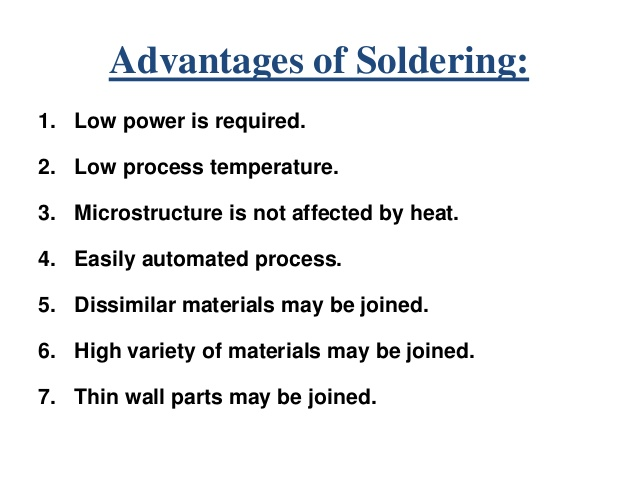 Advantages of Soldering:
1. Low power is required.
2. Low process temperature.
3. Microstructure is not affected by heat.
4. Easily automated process.
5. Dissimilar materials may be joined.
6. High variety of materials may be joined.
7. Thin wall parts may be joined.